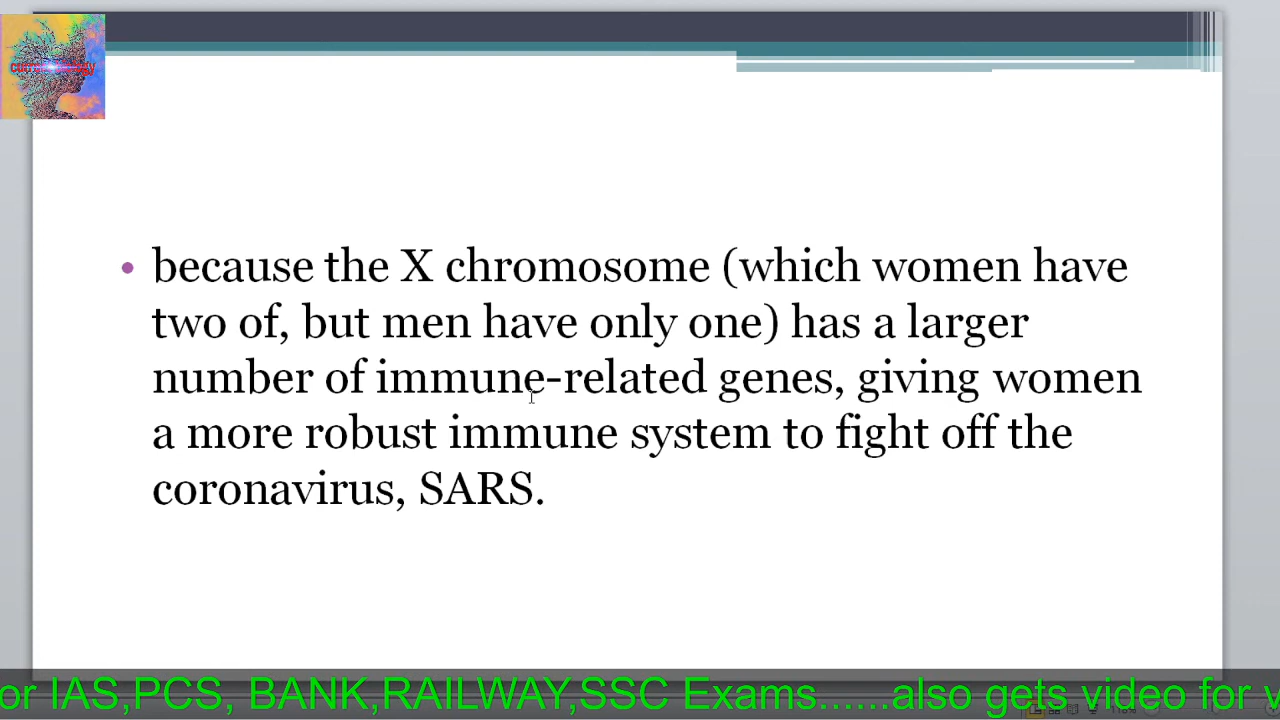 because the X chromosome (which women have
two of, but men have only one) has a larger
number of immune-related genes, giving women
a more robust immune system to fight off the
coronavirus, SARS.
or IAS,PCS, BANK,RAILWAY,SSC Exams......also gets video for